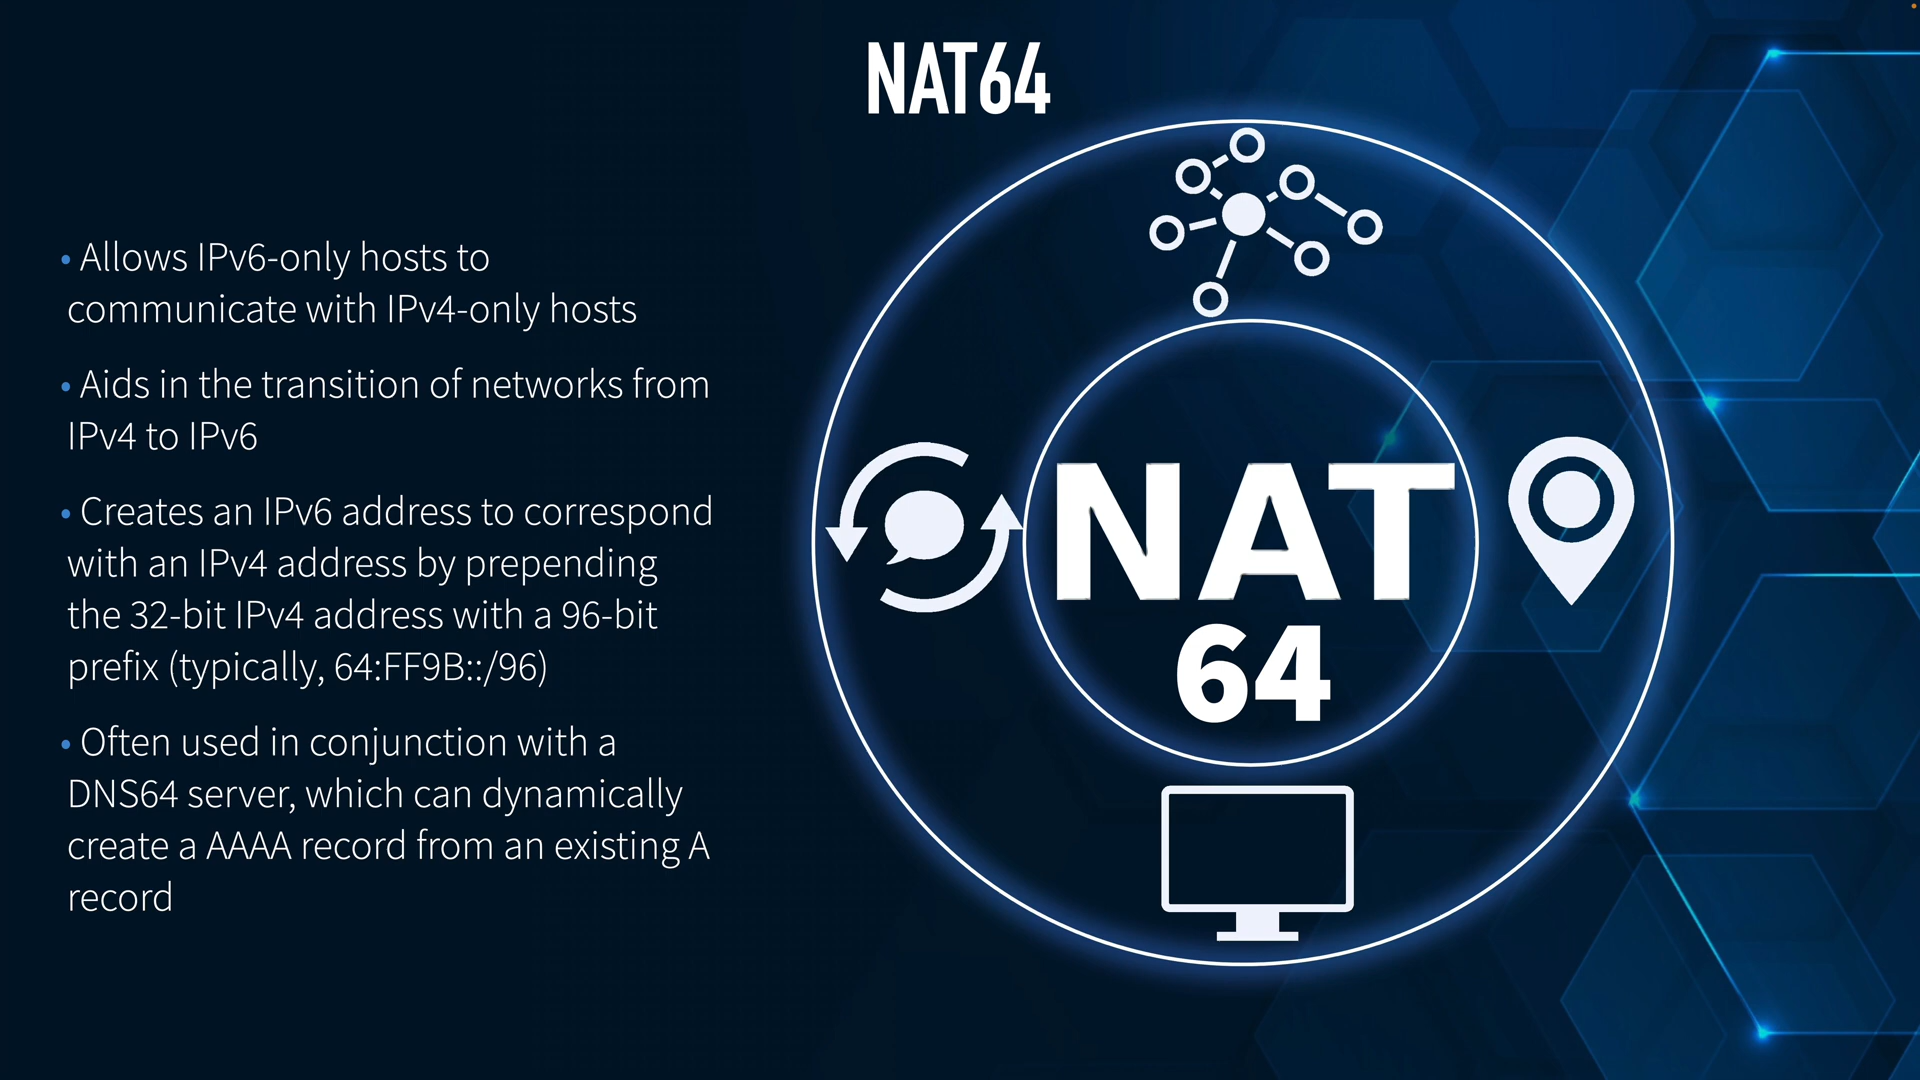 NAT64
• Allows IPv6-only hosts to
communicate with IPv4-only hosts
• Aids in the transition of networks from
IPv4 to IPv6
• Creates an IPv6 address to correspond
with an IPv4 address by prepending
the 32-bit IPv4 address with a 96-bit
prefix (typically, 64:FF9B::/96)
• Often used in conjunction with a
DNS64 server, which can dynamically
create a AAAA record from an existing A
record
NAT
64